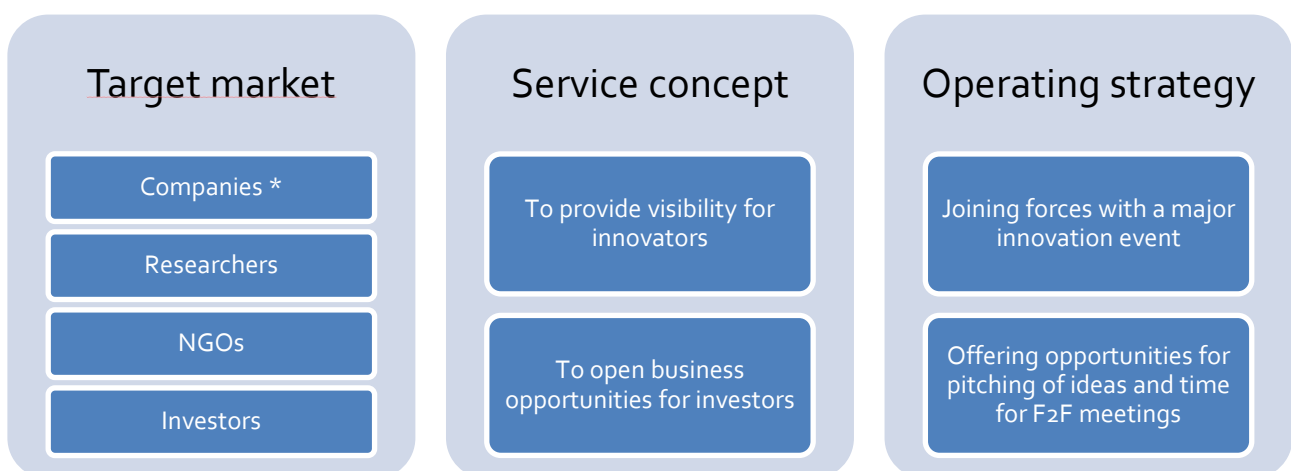 Target market
Companies *
Researchers
NGOs
Investors
Service concept
To provide visibility for
innovators
To open business
opportunities for investors
Operating strategy
Joining forces with a major
innovation event
Offering opportunities for
pitching of ideas and time
for F2F meetings